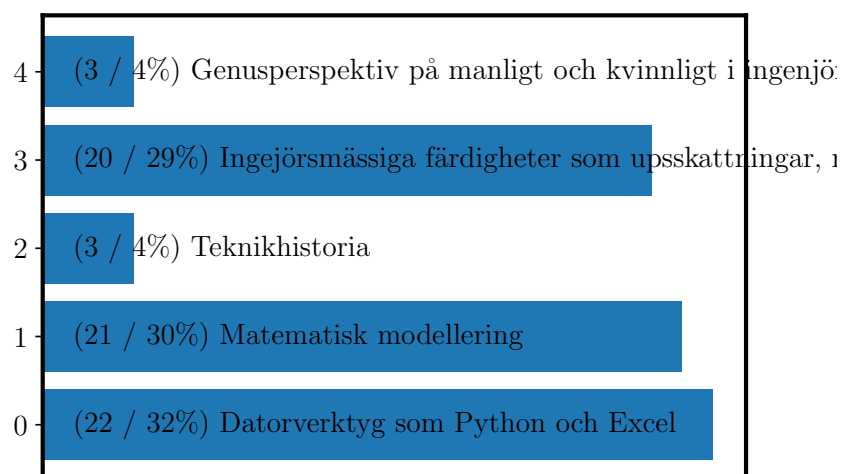 4 (3 / 4%) Genusperspektiv på manligt och kvinnligt i
3 (20 / 29%) Ingejörsmässiga färdigheter som upsskattningar,
2 (3 / 4%) Teknikhistoria
1 (21 / 30%) Matematisk modellering
0 (22 / 32%) Datorverktyg som Python och Excel